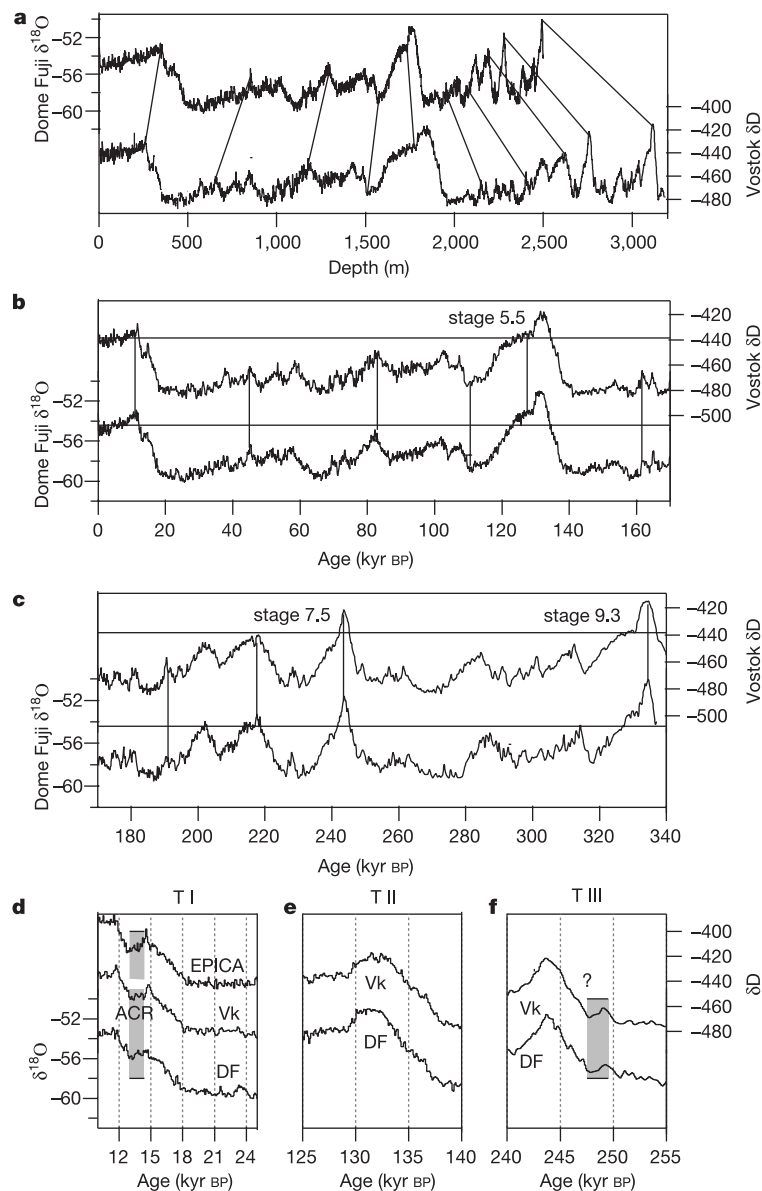 a
Dome Fuji δ¹⁸O
−52
−56
−60
−400
−420
−440
−460
−480
Vostok δD
0
500
1,000
1,500
2,000
2,500
3,000
Depth (m)
b
stage 5.5
−420
−440
−460
−480
−500
Vostok δD
Dome Fuji δ¹⁸O
−52
−56
−60
0
20
40
60
80
100
120
140
160
Age (kyr BP)
c
stage 7.5
stage 9.3
−420
−440
−460
−480
−500
Vostok δD
Dome Fuji δ¹⁸O
−52
−56
−60
180
200
220
240
260
280
300
320
340
Age (kyr BP)
d
T I
EPICA
ACR
Vk
DF
δ¹⁸O
−52
−56
−60
12
15
18
21
24
Age (kyr BP)
e
T II
Vk
DF
125
130
135
140
Age (kyr BP)
f
T III
?
Vk
DF
−400
−420
−440
−460
−480
δD
240
245
250
255
Age (kyr BP)